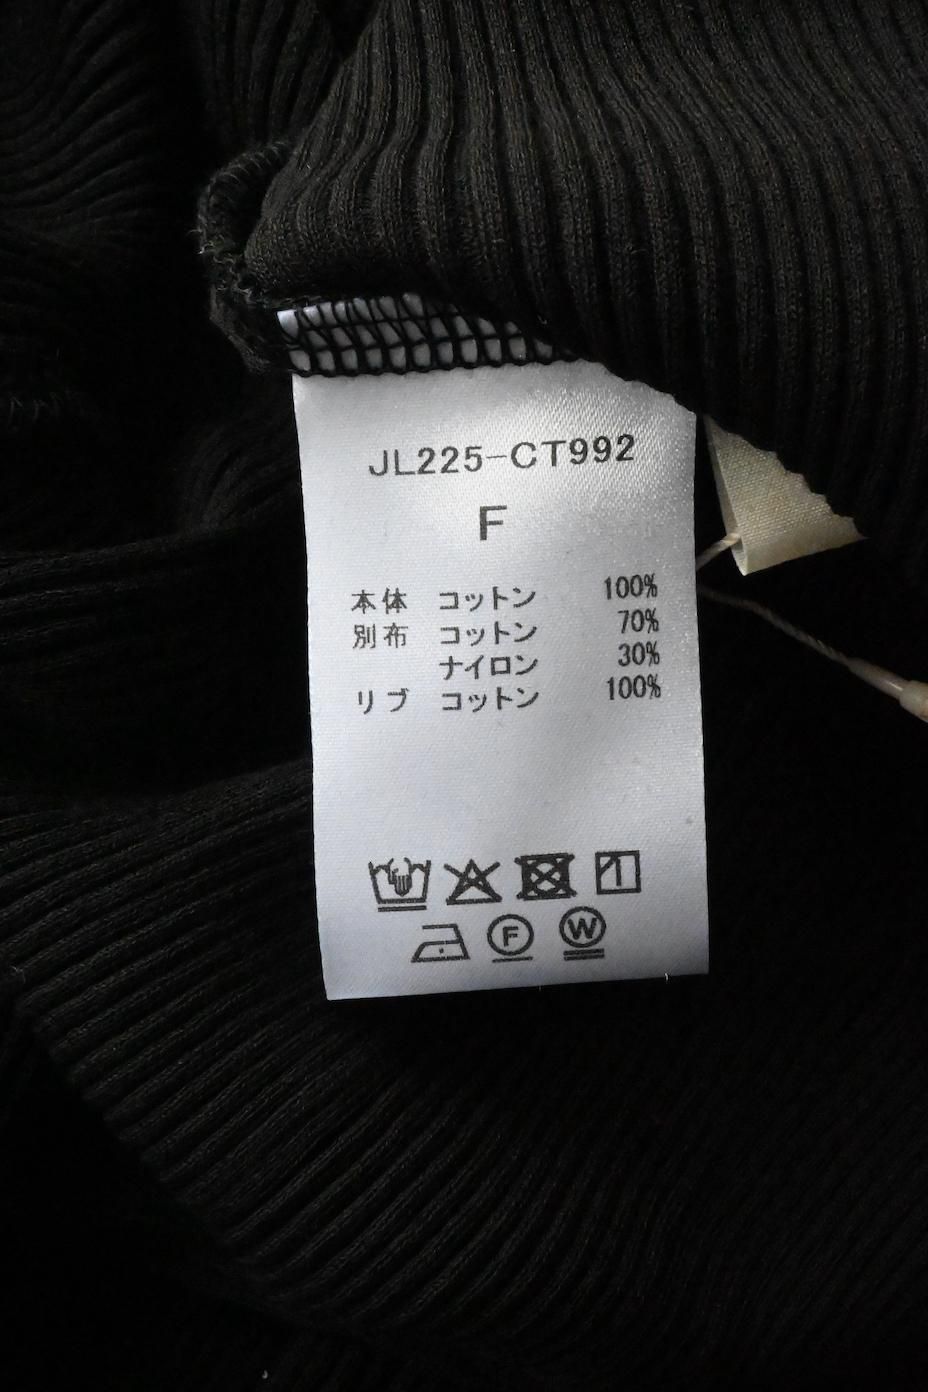 JL225-CT992
F
本体 コットン 100%
別布 コットン 70%
ナイロン 30%
リブ コットン 100%
F W